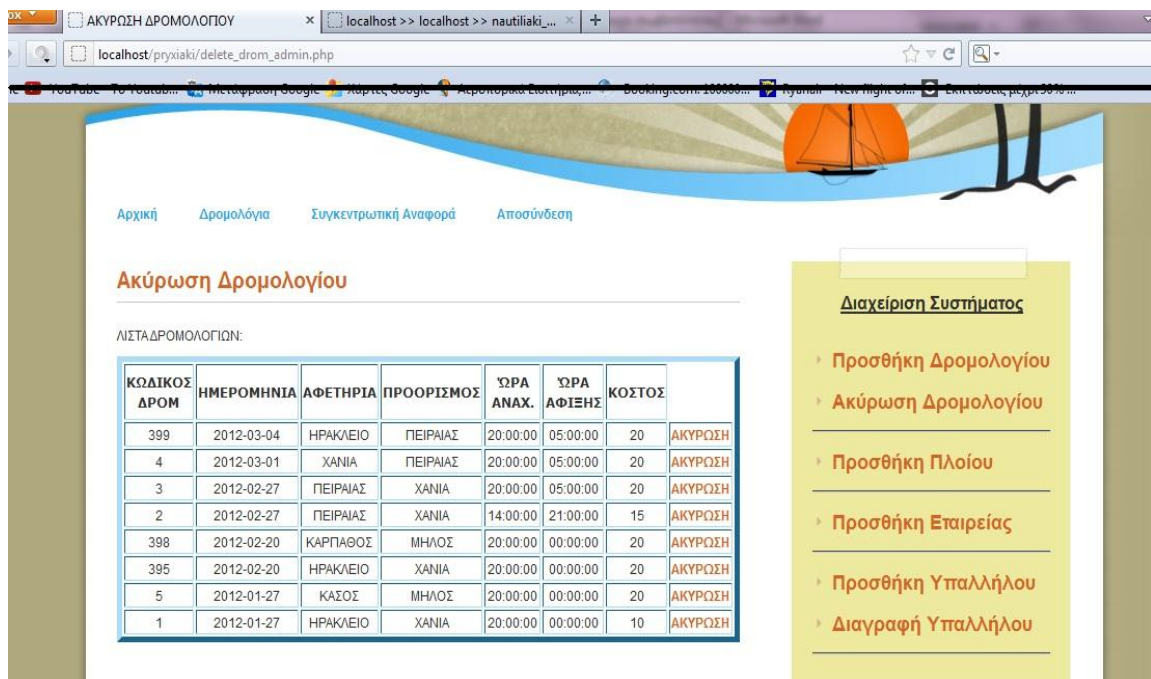 ΑΚΥΡΩΣΗ ΔΡΟΜΟΛΟΓΙΟΥ × localhost >> localhost >> nautiliaki_... × +
localhost/pryxiaki/delete_drom_admin.php
Αρχική Δρομολόγια Συγκεντρωτική Αναφορά Αποσύνδεση
Ακύρωση Δρομολογίου
ΛΙΣΤΑ ΔΡΟΜΟΛΟΓΙΩΝ:
ΚΩΔΙΚΟΣ ΔΡΟΜ ΗΜΕΡΟΜΗΝΙΑ ΑΦΕΤΗΡΙΑ ΠΡΟΟΡΙΣΜΟΣ ΏΡΑ ΑΝΑΧ. ΏΡΑ ΑΦΙΞΗΣ ΚΟΣΤΟΣ
399 2012-03-04 ΗΡΑΚΛΕΙΟ ΠΕΙΡΑΙΑΣ 20:00:00 05:00:00 20 ΑΚΥΡΩΣΗ
4 2012-03-01 ΧΑΝΙΑ ΠΕΙΡΑΙΑΣ 20:00:00 05:00:00 20 ΑΚΥΡΩΣΗ
3 2012-02-27 ΠΕΙΡΑΙΑΣ ΧΑΝΙΑ 20:00:00 05:00:00 20 ΑΚΥΡΩΣΗ
2 2012-02-27 ΠΕΙΡΑΙΑΣ ΧΑΝΙΑ 14:00:00 21:00:00 15 ΑΚΥΡΩΣΗ
398 2012-02-20 ΚΑΡΠΑΘΟΣ ΜΗΛΟΣ 20:00:00 00:00:00 20 ΑΚΥΡΩΣΗ
395 2012-02-20 ΗΡΑΚΛΕΙΟ ΧΑΝΙΑ 20:00:00 00:00:00 20 ΑΚΥΡΩΣΗ
5 2012-01-27 ΚΑΣΟΣ ΜΗΛΟΣ 20:00:00 00:00:00 20 ΑΚΥΡΩΣΗ
1 2012-01-27 ΗΡΑΚΛΕΙΟ ΧΑΝΙΑ 20:00:00 00:00:00 10 ΑΚΥΡΩΣΗ
Διαχείριση Συστήματος
Προσθήκη Δρομολογίου
Ακύρωση Δρομολογίου
Προσθήκη Πλοίου
Προσθήκη Εταιρείας
Προσθήκη Υπαλλήλου
Διαγραφή Υπαλλήλου